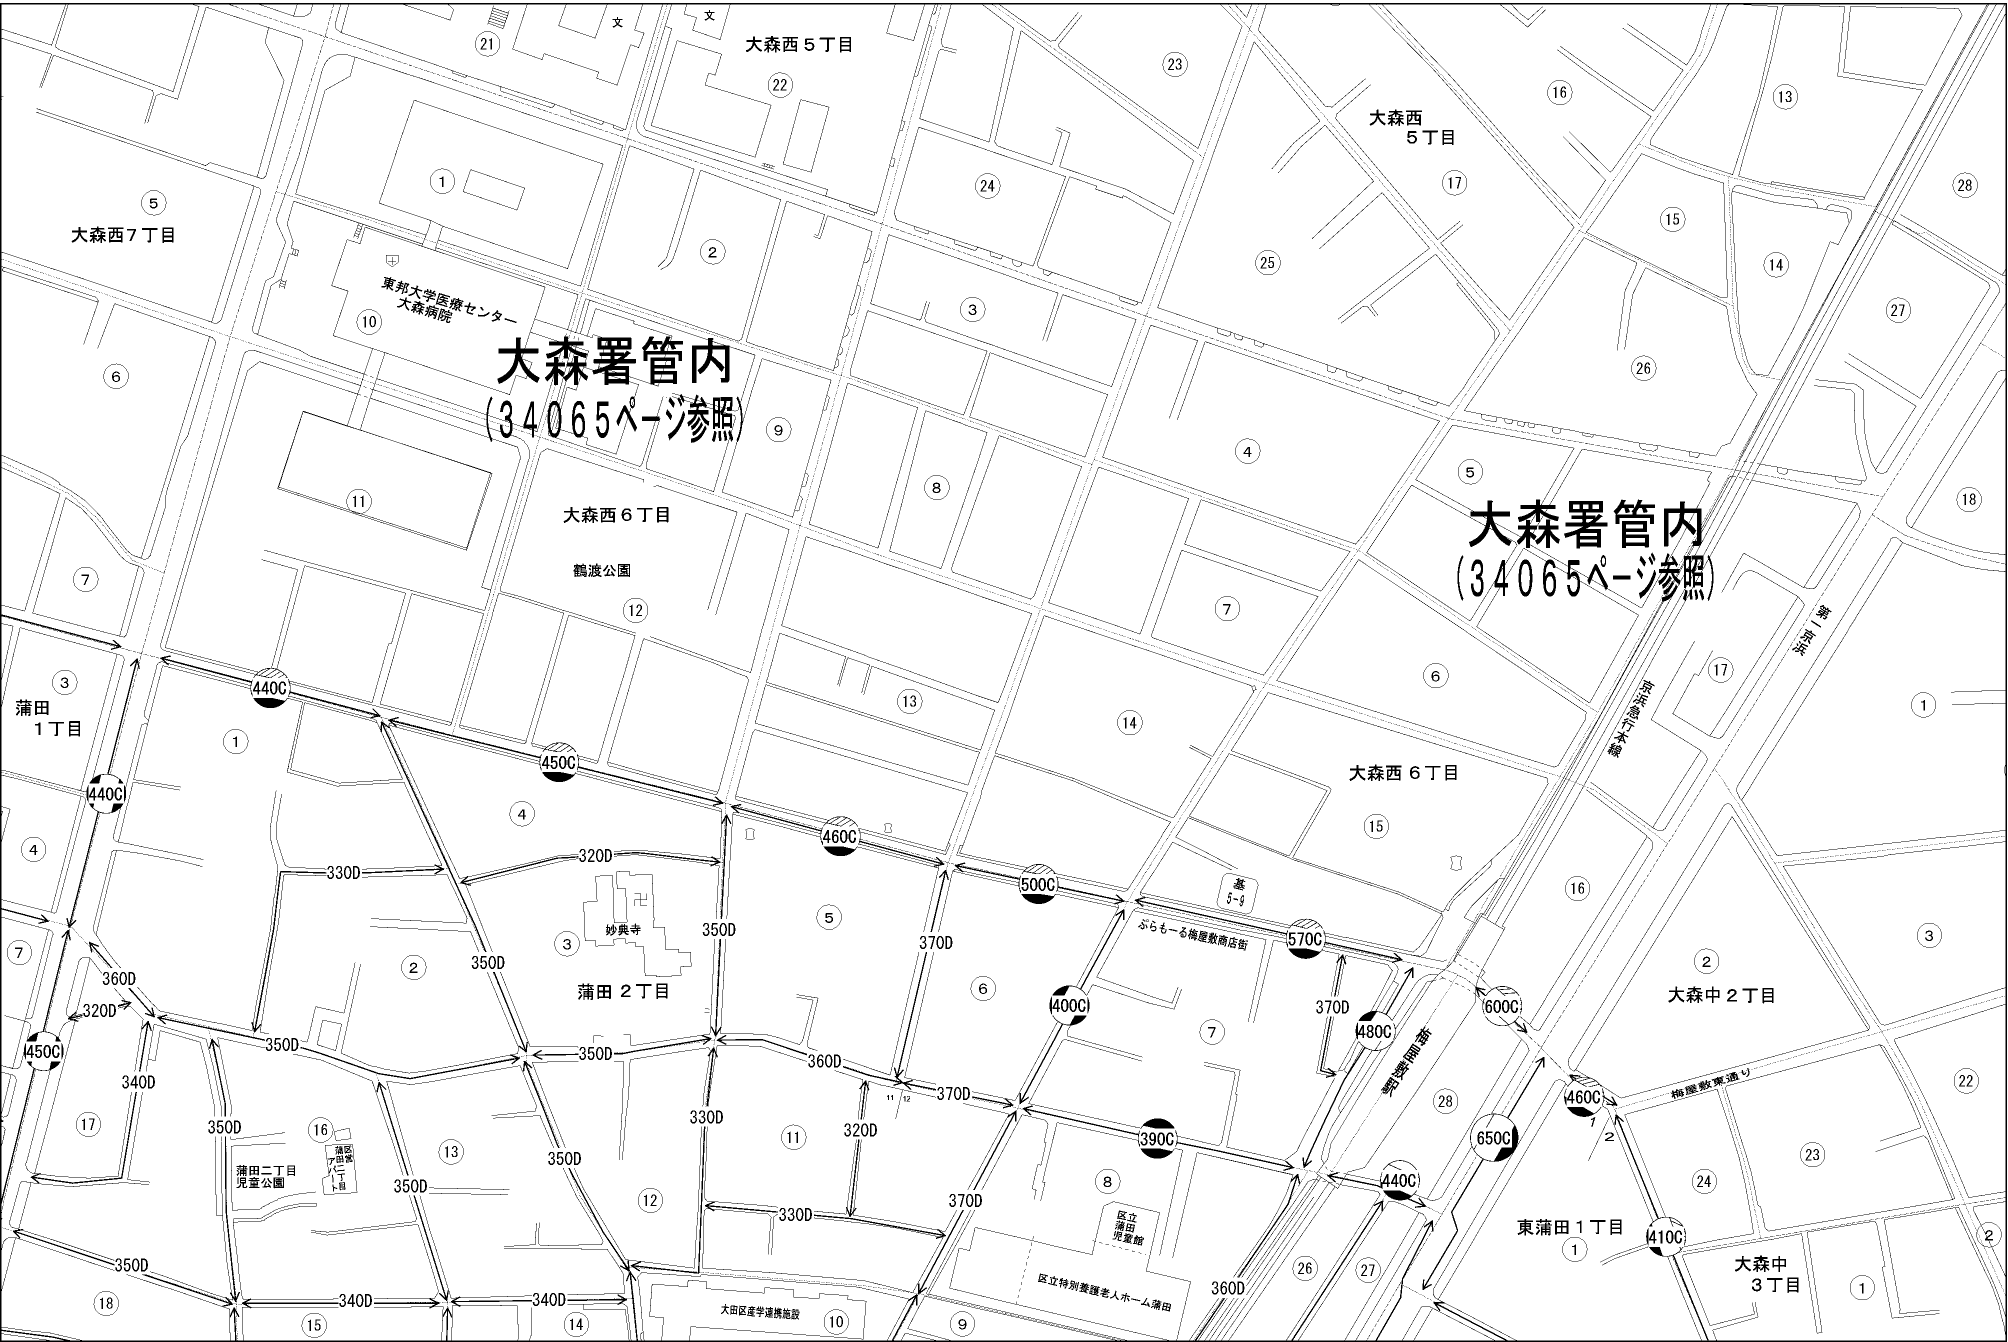 文
文
21
大森西５丁目
22
23
16
13
大森西
５丁目
24
17
28
1
5
大森西７丁目
2
15
25
14
東邦大学医療センター
大森病院
10
3
27
6
大森署管内
(34065ページ参照)
26
9
4
8
5
11
18
大森西６丁目
大森署管内
(34065ページ参照)
鶴渡公園
7
12
7
第一京浜
3
440C
6
17
京浜急行本線
蒲田
１丁目
13
1
14
1
450C
大森西６丁目
440C
4
460C
15
4
320D
330D
500C
基
5-9
16
5
妙典寺
350D
ぷらもーる梅屋敷商店街
570C
3
370D
3
7
2
350D
2
360D
蒲田２丁目
6
大森中２丁目
320D
400C
370D
600C
7
480C
450C
350D
350D
360D
梅屋敷駅
340D
370D
梅屋敷東通り
22
460C
11
12
28
1
2
17
350D
16
330D
11
320D
390C
650C
区営
蒲田二丁目
アパート
13
23
蒲田二丁目
児童公園
350D
350D
8
440C
24
12
370D
330D
区立
蒲田
児童館
東蒲田１丁目
1
410C
2
350D
26
27
大森中
３丁目
区立特別養護老人ホーム蒲田
360D
1
18
340D
340D
大田区産学連携施設
15
14
10
9